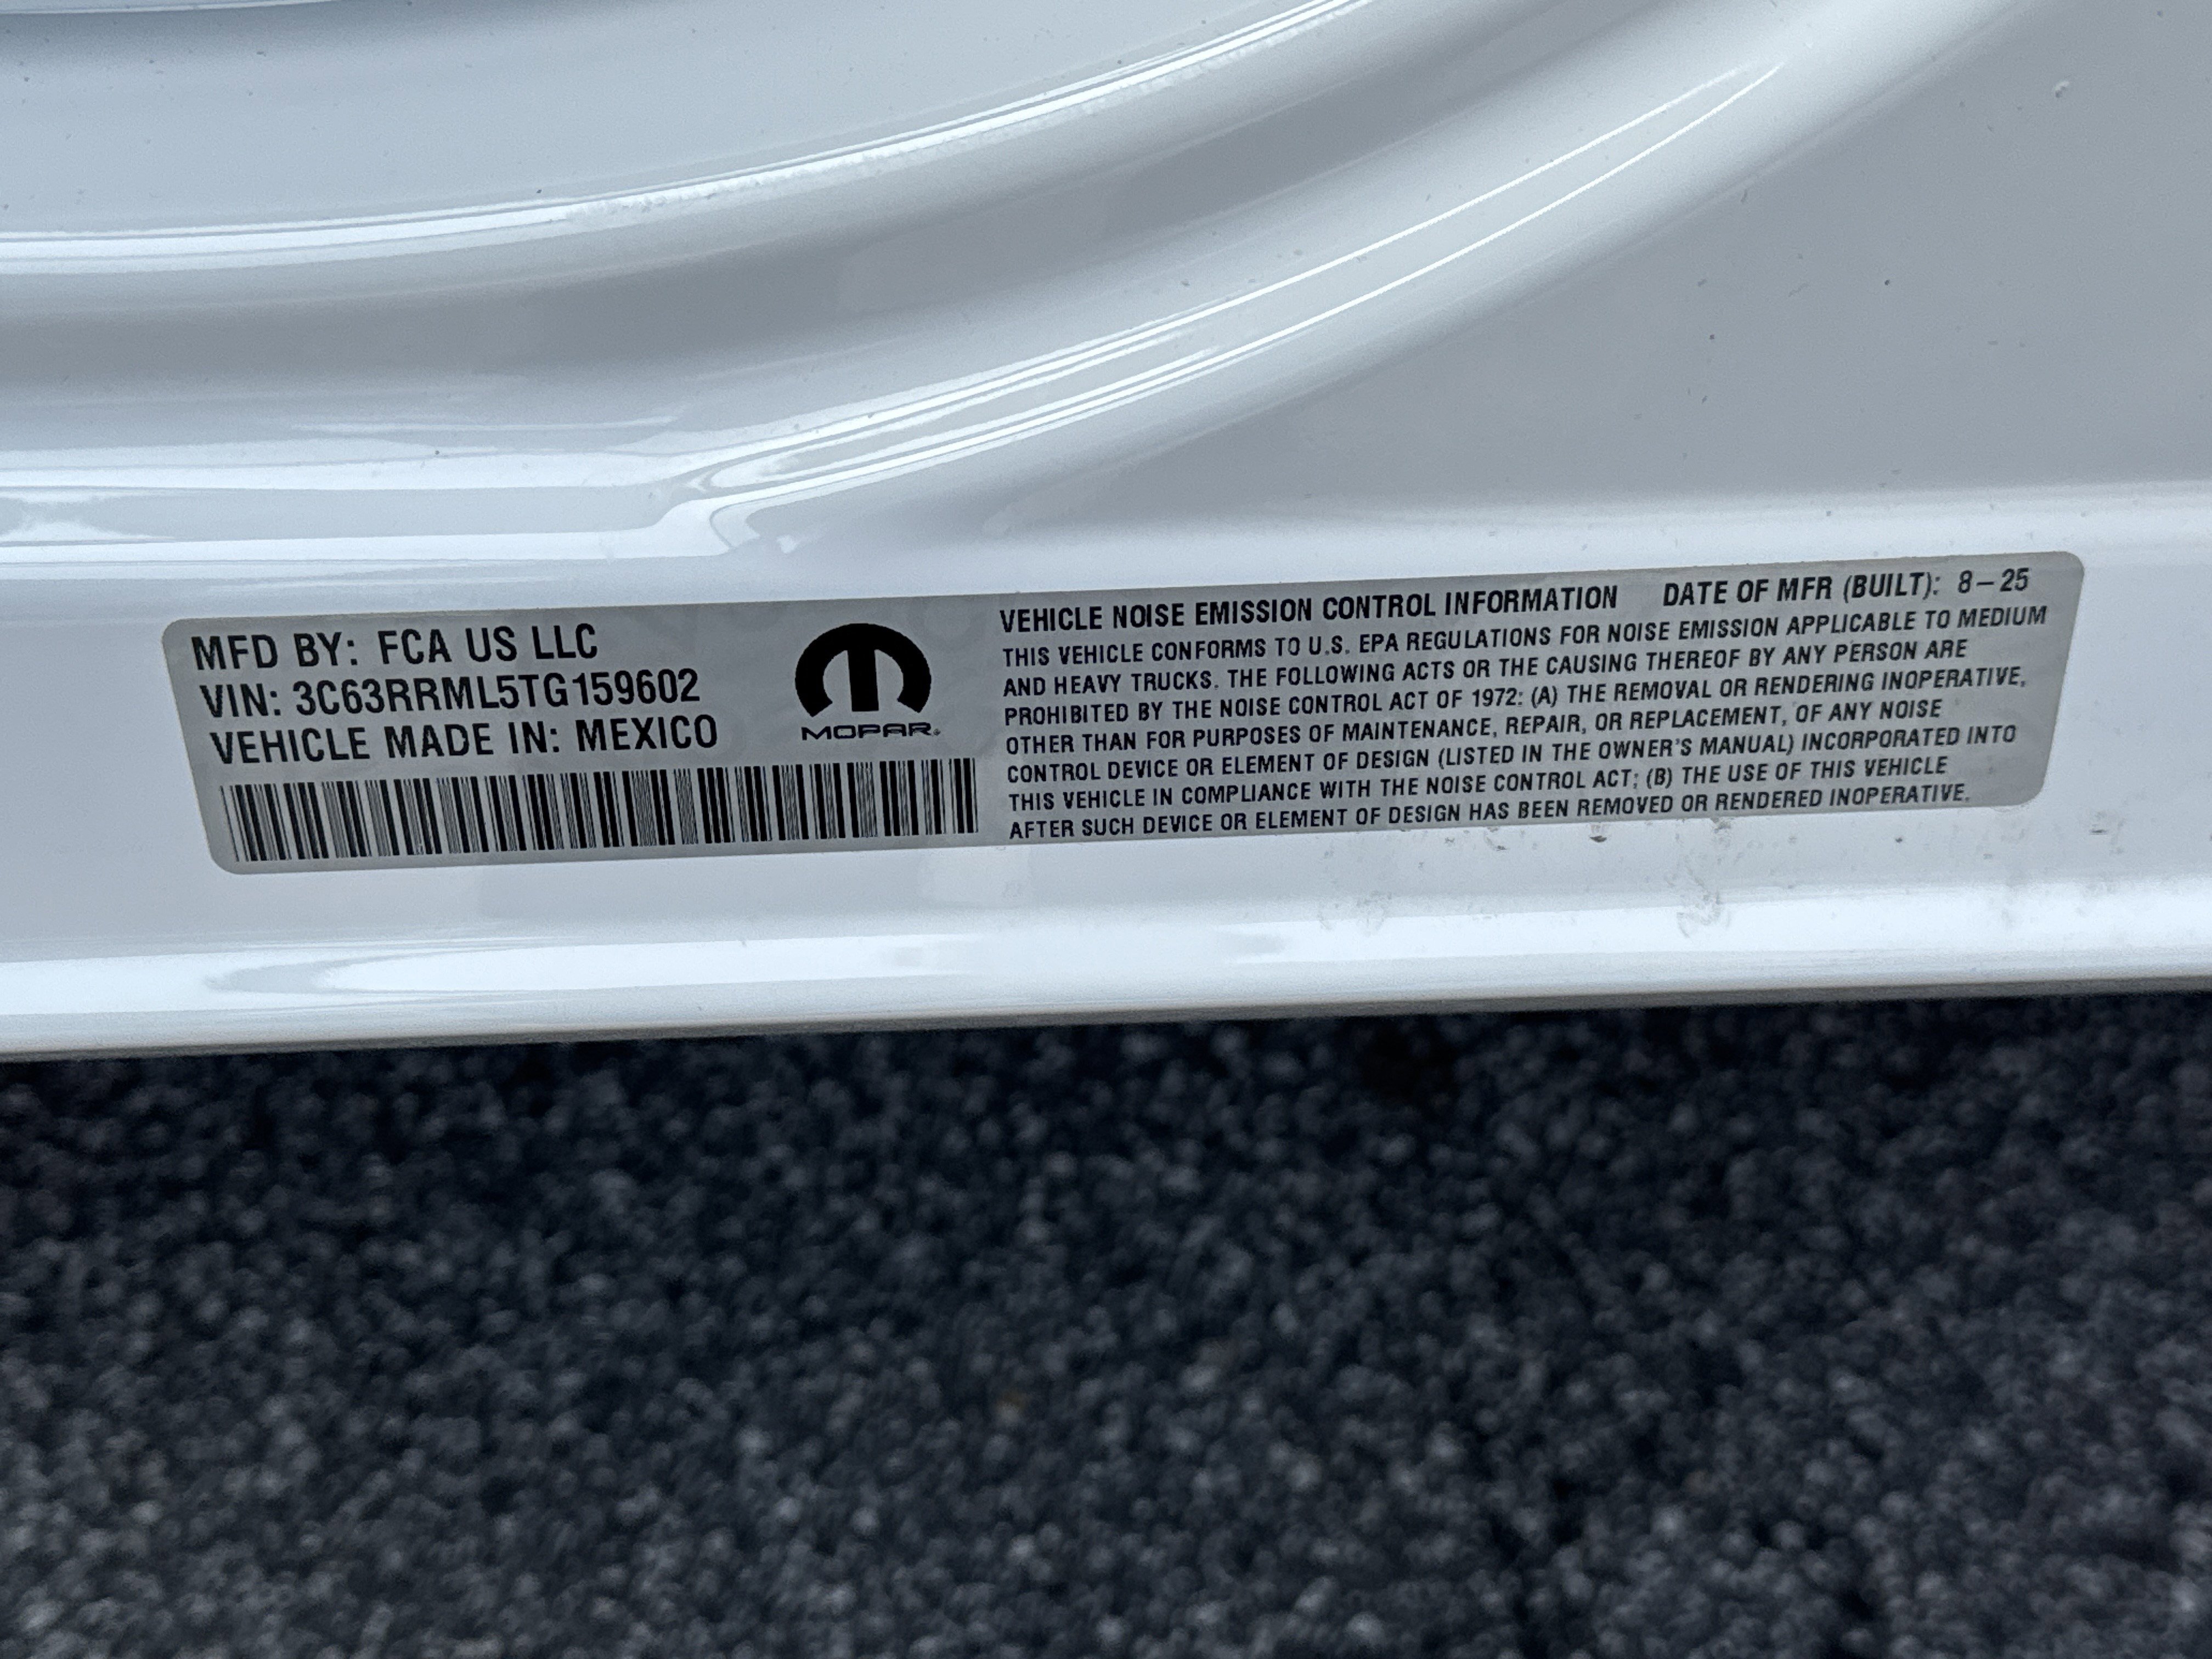 MFD BY: FCA US LLC
VIN: 3C63RRML5TG159602
VEHICLE MADE IN: MEXICO
MOPAR®
VEHICLE NOISE EMISSION CONTROL INFORMATION DATE OF MFR (BUILT): 8-25
THIS VEHICLE CONFORMS TO U.S. EPA REGULATIONS FOR NOISE EMISSION APPLICABLE TO MEDIUM
AND HEAVY TRUCKS. THE FOLLOWING ACTS OR THE CAUSING THEREOF BY ANY PERSON ARE
PROHIBITED BY THE NOISE CONTROL ACT OF 1972: (A) THE REMOVAL OR RENDERING INOPERATIVE,
OTHER THAN FOR PURPOSES OF MAINTENANCE, REPAIR, OR REPLACEMENT, OF ANY NOISE
CONTROL DEVICE OR ELEMENT OF DESIGN (LISTED IN THE OWNER'S MANUAL) INCORPORATED INTO
THIS VEHICLE IN COMPLIANCE WITH THE NOISE CONTROL ACT; (B) THE USE OF THIS VEHICLE
AFTER SUCH DEVICE OR ELEMENT OF DESIGN HAS BEEN REMOVED OR RENDERED INOPERATIVE.